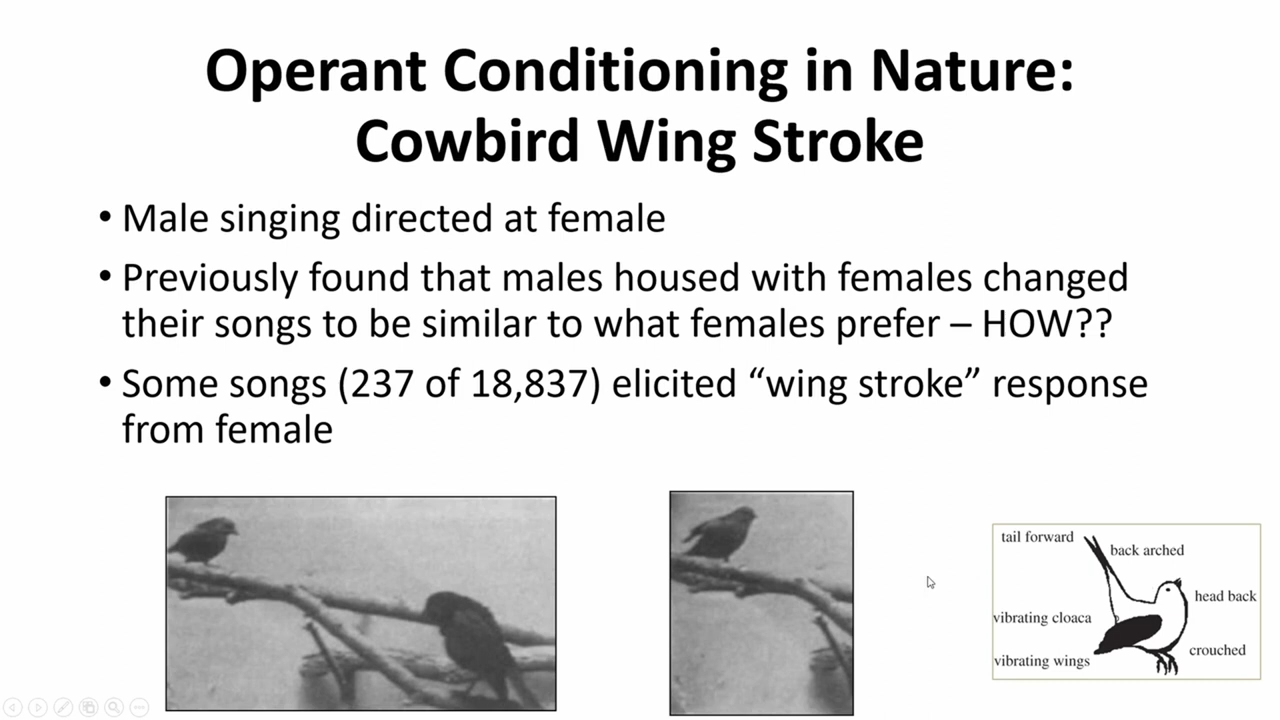 Operant Conditioning in Nature:
Cowbird Wing Stroke
• Male singing directed at female
• Previously found that males housed with females changed
their songs to be similar to what females prefer – HOW??
• Some songs (237 of 18,837) elicited “wing stroke” response
from female
tail forward
back arched
head back
vibrating cloaca
crouched
vibrating wings